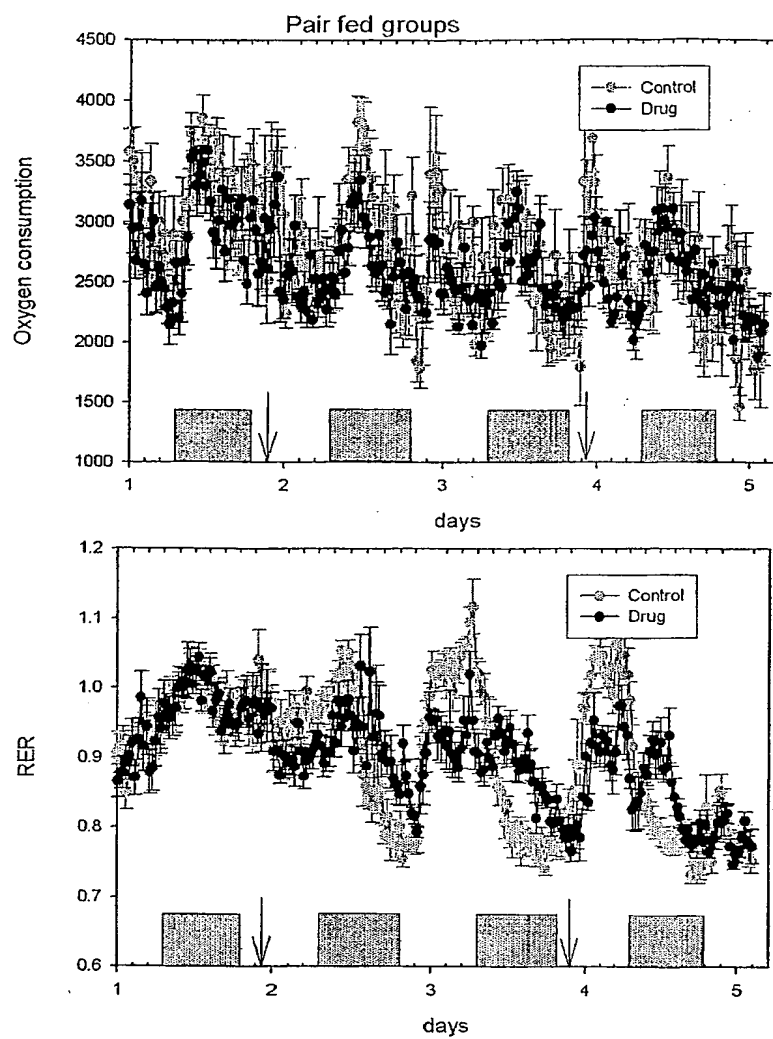 Pair fed groups
4500
4000
3500
3000
2500
2000
1500
1000
Oxygen consumption
Control
Drug
1 2 3 4 5
days
1.2
1.1
1.0
0.9
0.8
0.7
0.6
RER
Control
Drug
1 2 3 4 5
days